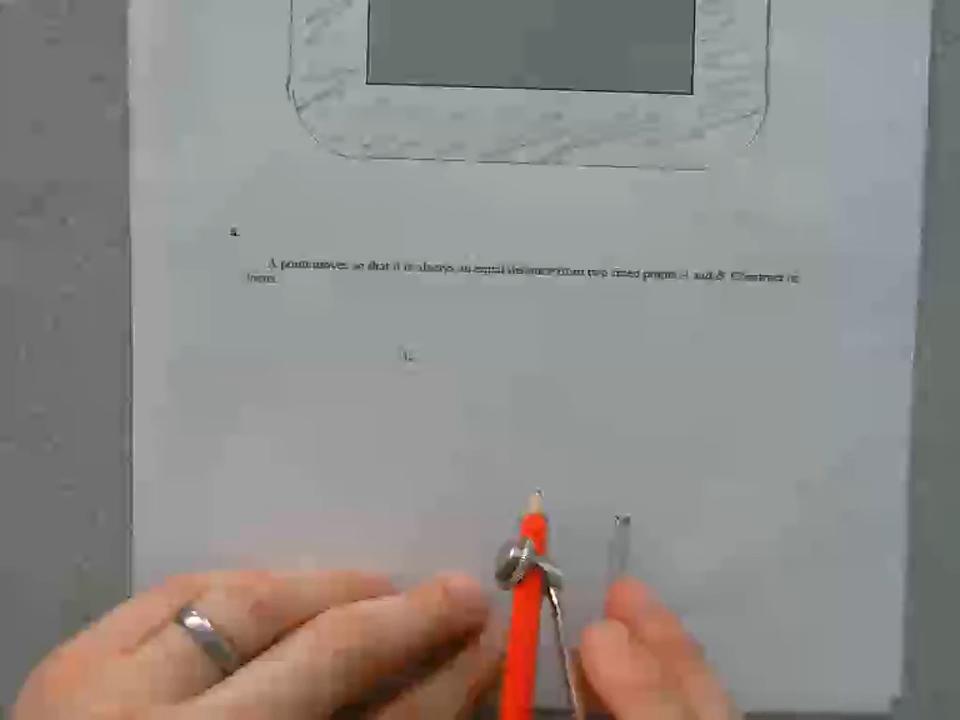 A point moves so that it is always an equal distance from two fixed points A and B. Construct its
locus.